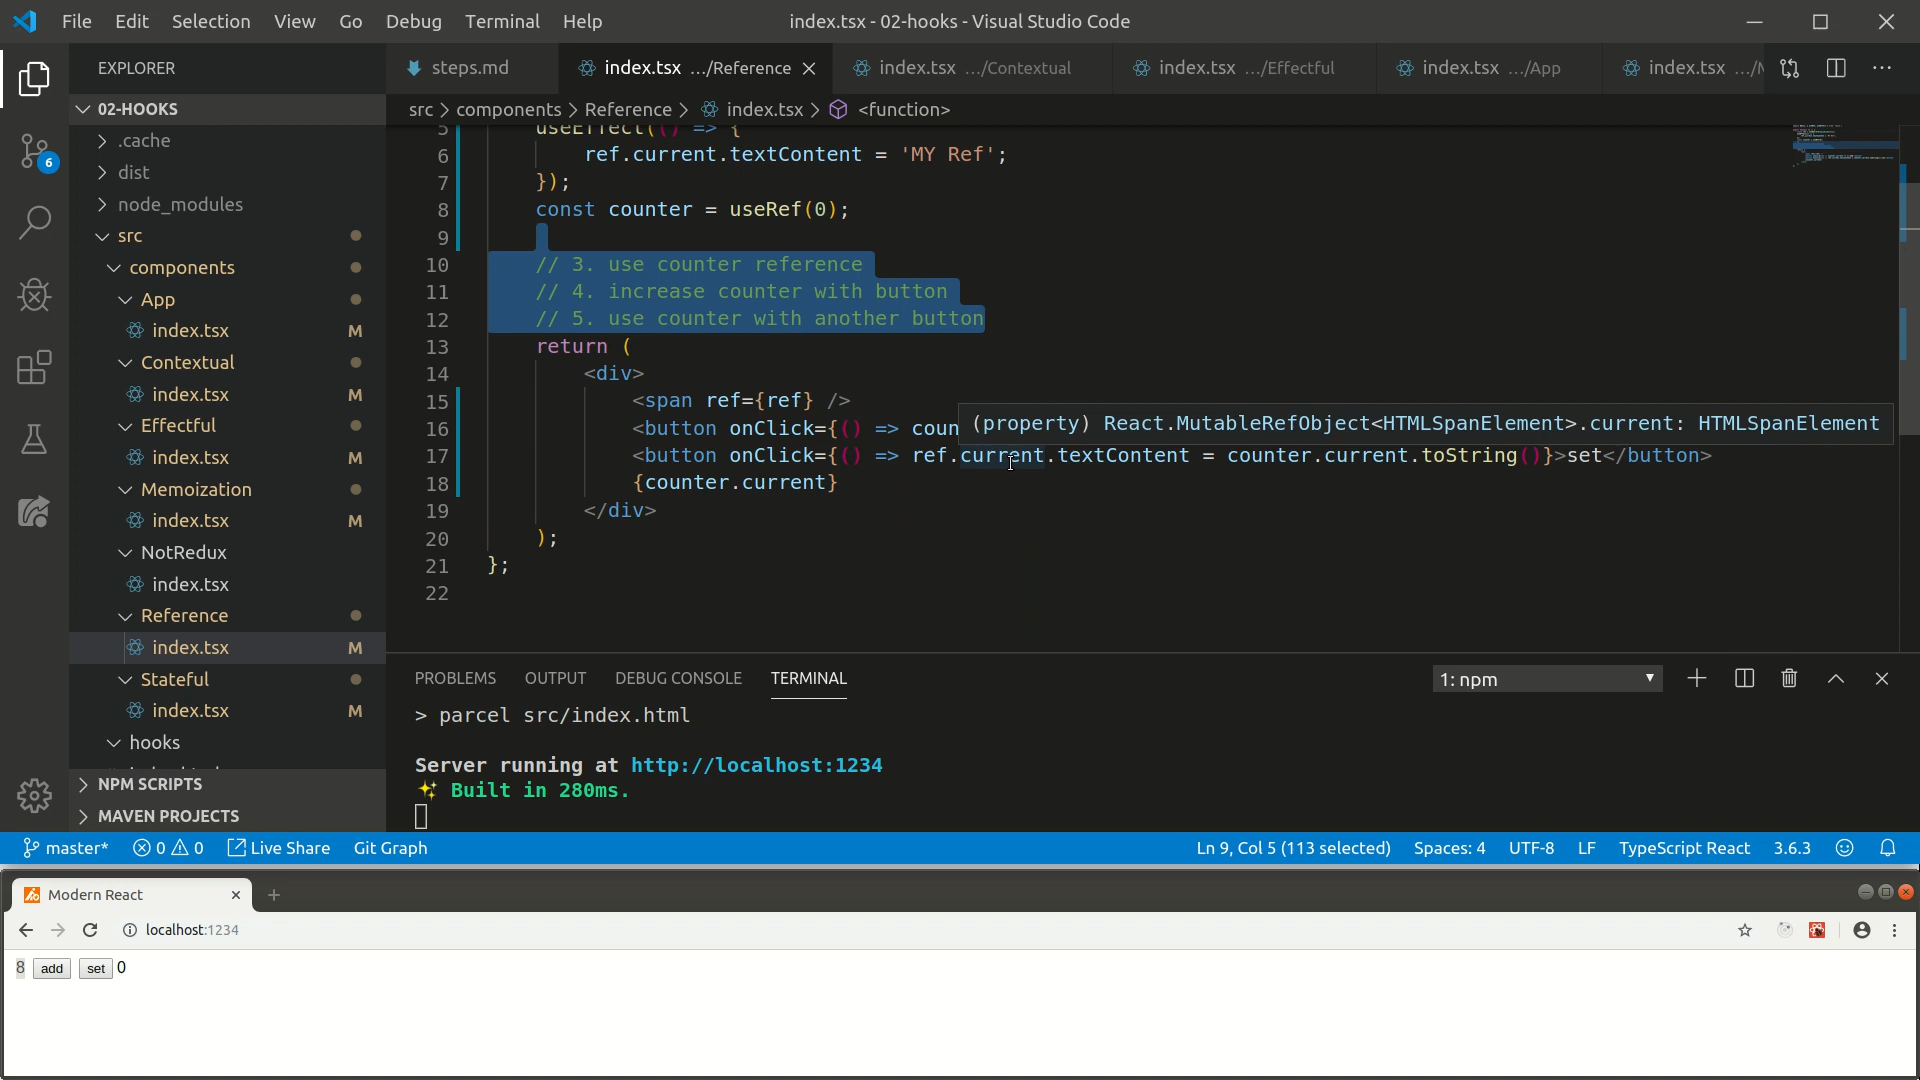 File Edit Selection View Go Debug Terminal Help
index.tsx - 02-hooks - Visual Studio Code
EXPLORER
02-HOOKS
.cache
dist
node_modules
src
components
App
index.tsx M
Contextual
index.tsx M
Effectful
index.tsx M
Memoization
index.tsx M
NotRedux
index.tsx
Reference
index.tsx M
Stateful
index.tsx M
hooks
NPM SCRIPTS
MAVEN PROJECTS
6
steps.md
index.tsx .../Reference
index.tsx .../Contextual
index.tsx .../Effectful
index.tsx .../App
index.tsx
src > components > Reference > index.tsx > <function>
5 useEffect(() => {
6 ref.current.textContent = 'MY Ref';
7 });
8 const counter = useRef(0);
9
10 // 3. use counter reference
11 // 4. increase counter with button
12 // 5. use counter with another button
13 return (
14 <div>
15 <span ref={ref} />
16 <button onClick={() => coun
(property) React.MutableRefObject<HTMLSpanElement>.current: HTMLSpanElement
17 <button onClick={() => ref.current.textContent = counter.current.toString()}>set</button>
18 {counter.current}
19 </div>
20 );
21 };
22
PROBLEMS OUTPUT DEBUG CONSOLE TERMINAL
1: npm
> parcel src/index.html
Server running at http://localhost:1234
✨ Built in 280ms.
master* 0 0 Live Share Git Graph
Ln 9, Col 5 (113 selected) Spaces: 4 UTF-8 LF TypeScript React 3.6.3
Modern React
localhost:1234
8 add set 0